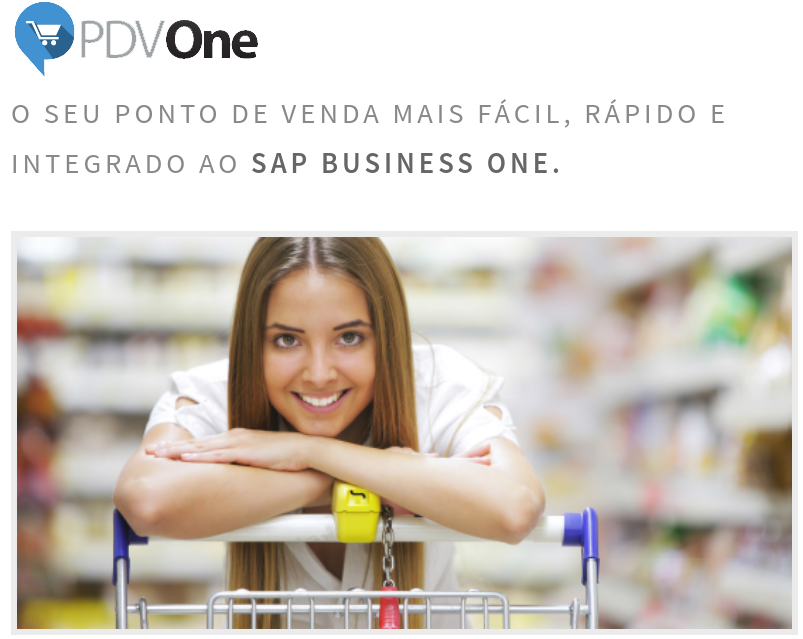 PDVOne
O SEU PONTO DE VENDA MAIS FÁCIL, RÁPIDO E
INTEGRADO AO SAP BUSINESS ONE.